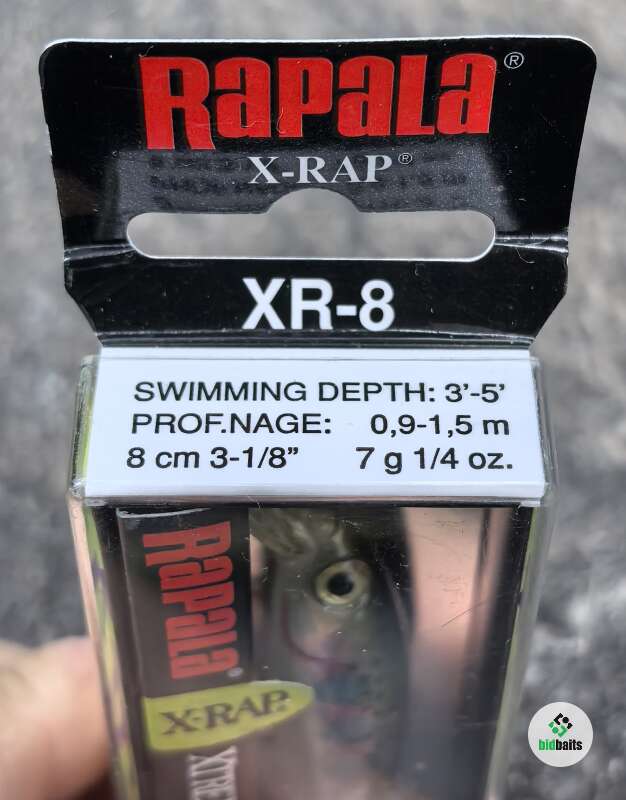 RAPALA®
X-RAP®
XR-8
SWIMMING DEPTH: 3'-5'
PROF.NAGE: 0,9-1,5 m
8 cm 3-1/8” 7 g 1/4 oz.
RAPALA®
X-RAP®
bidbaits